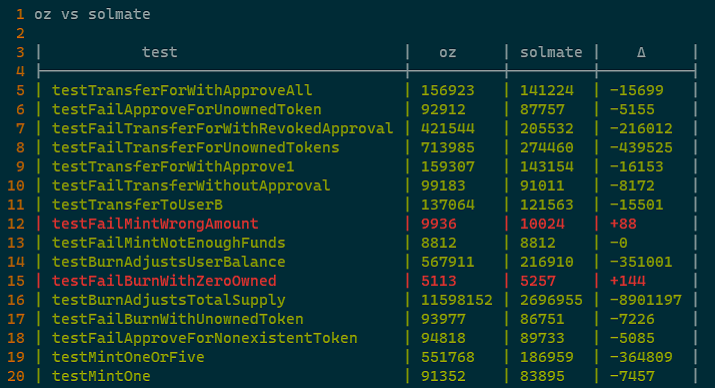 1 oz vs solmate
2
3 | test | oz | solmate | Δ |
4 |--------------------------------------------+----------+---------+----------|
5 | testTransferForWithApproveAll | 156923 | 141224 | -15699
6 | testFailApproveForUnownedToken | 92912 | 87757 | -5155
7 | testFailTransferForWithRevokedApproval | 421544 | 205532 | -216012
8 | testFailTransferForUnownedTokens | 713985 | 274460 | -439525
9 | testTransferForWithApprove1 | 159307 | 143154 | -16153
10 | testFailTransferWithoutApproval | 99183 | 91011 | -8172
11 | testTransferToUserB | 137064 | 121563 | -15501
12 | testFailMintWrongAmount | 9936 | 10024 | +88
13 | testFailMintNotEnoughFunds | 8812 | 8812 | -0
14 | testBurnAdjustsUserBalance | 567911 | 216910 | -351001
15 | testFailBurnWithZeroOwned | 5113 | 5257 | +144
16 | testBurnAdjustsTotalSupply | 11598152 | 2696955 | -8901197
17 | testFailBurnWithUnownedToken | 93977 | 86751 | -7226
18 | testFailApproveForNonexistentToken | 94818 | 89733 | -5085
19 | testMintOneOrFive | 551768 | 186959 | -364809
20 | testMintOne | 91352 | 83895 | -7457